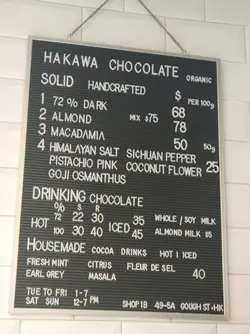 HAKAWA CHOCOLATE ORGANIC
SOLID HANDCRAFTED $ PER 100g
1 72% DARK 68
2 ALMOND MIX $75 78
3 MACADAMIA 50 50g
4 HIMALAYAN SALT SICHUAN PEPPER
PISTACHIO PINK COCONUT FLOWER 25
GOJI OSMANTHUS
DRINKING CHOCOLATE
% S R
HOT 72 22 30 ICED 35 WHOLE / SOY MILK
100 30 40 45 ALMOND MILK $5
HOUSEMADE COCOA DRINKS HOT I ICED
FRESH MINT CITRUS FLEUR DE SEL 40
EARL GREY MASALA
TUE TO FRI 1-7
SAT SUN 12-7 PM SHOP 1B 49-5A GOUGH ST•HK